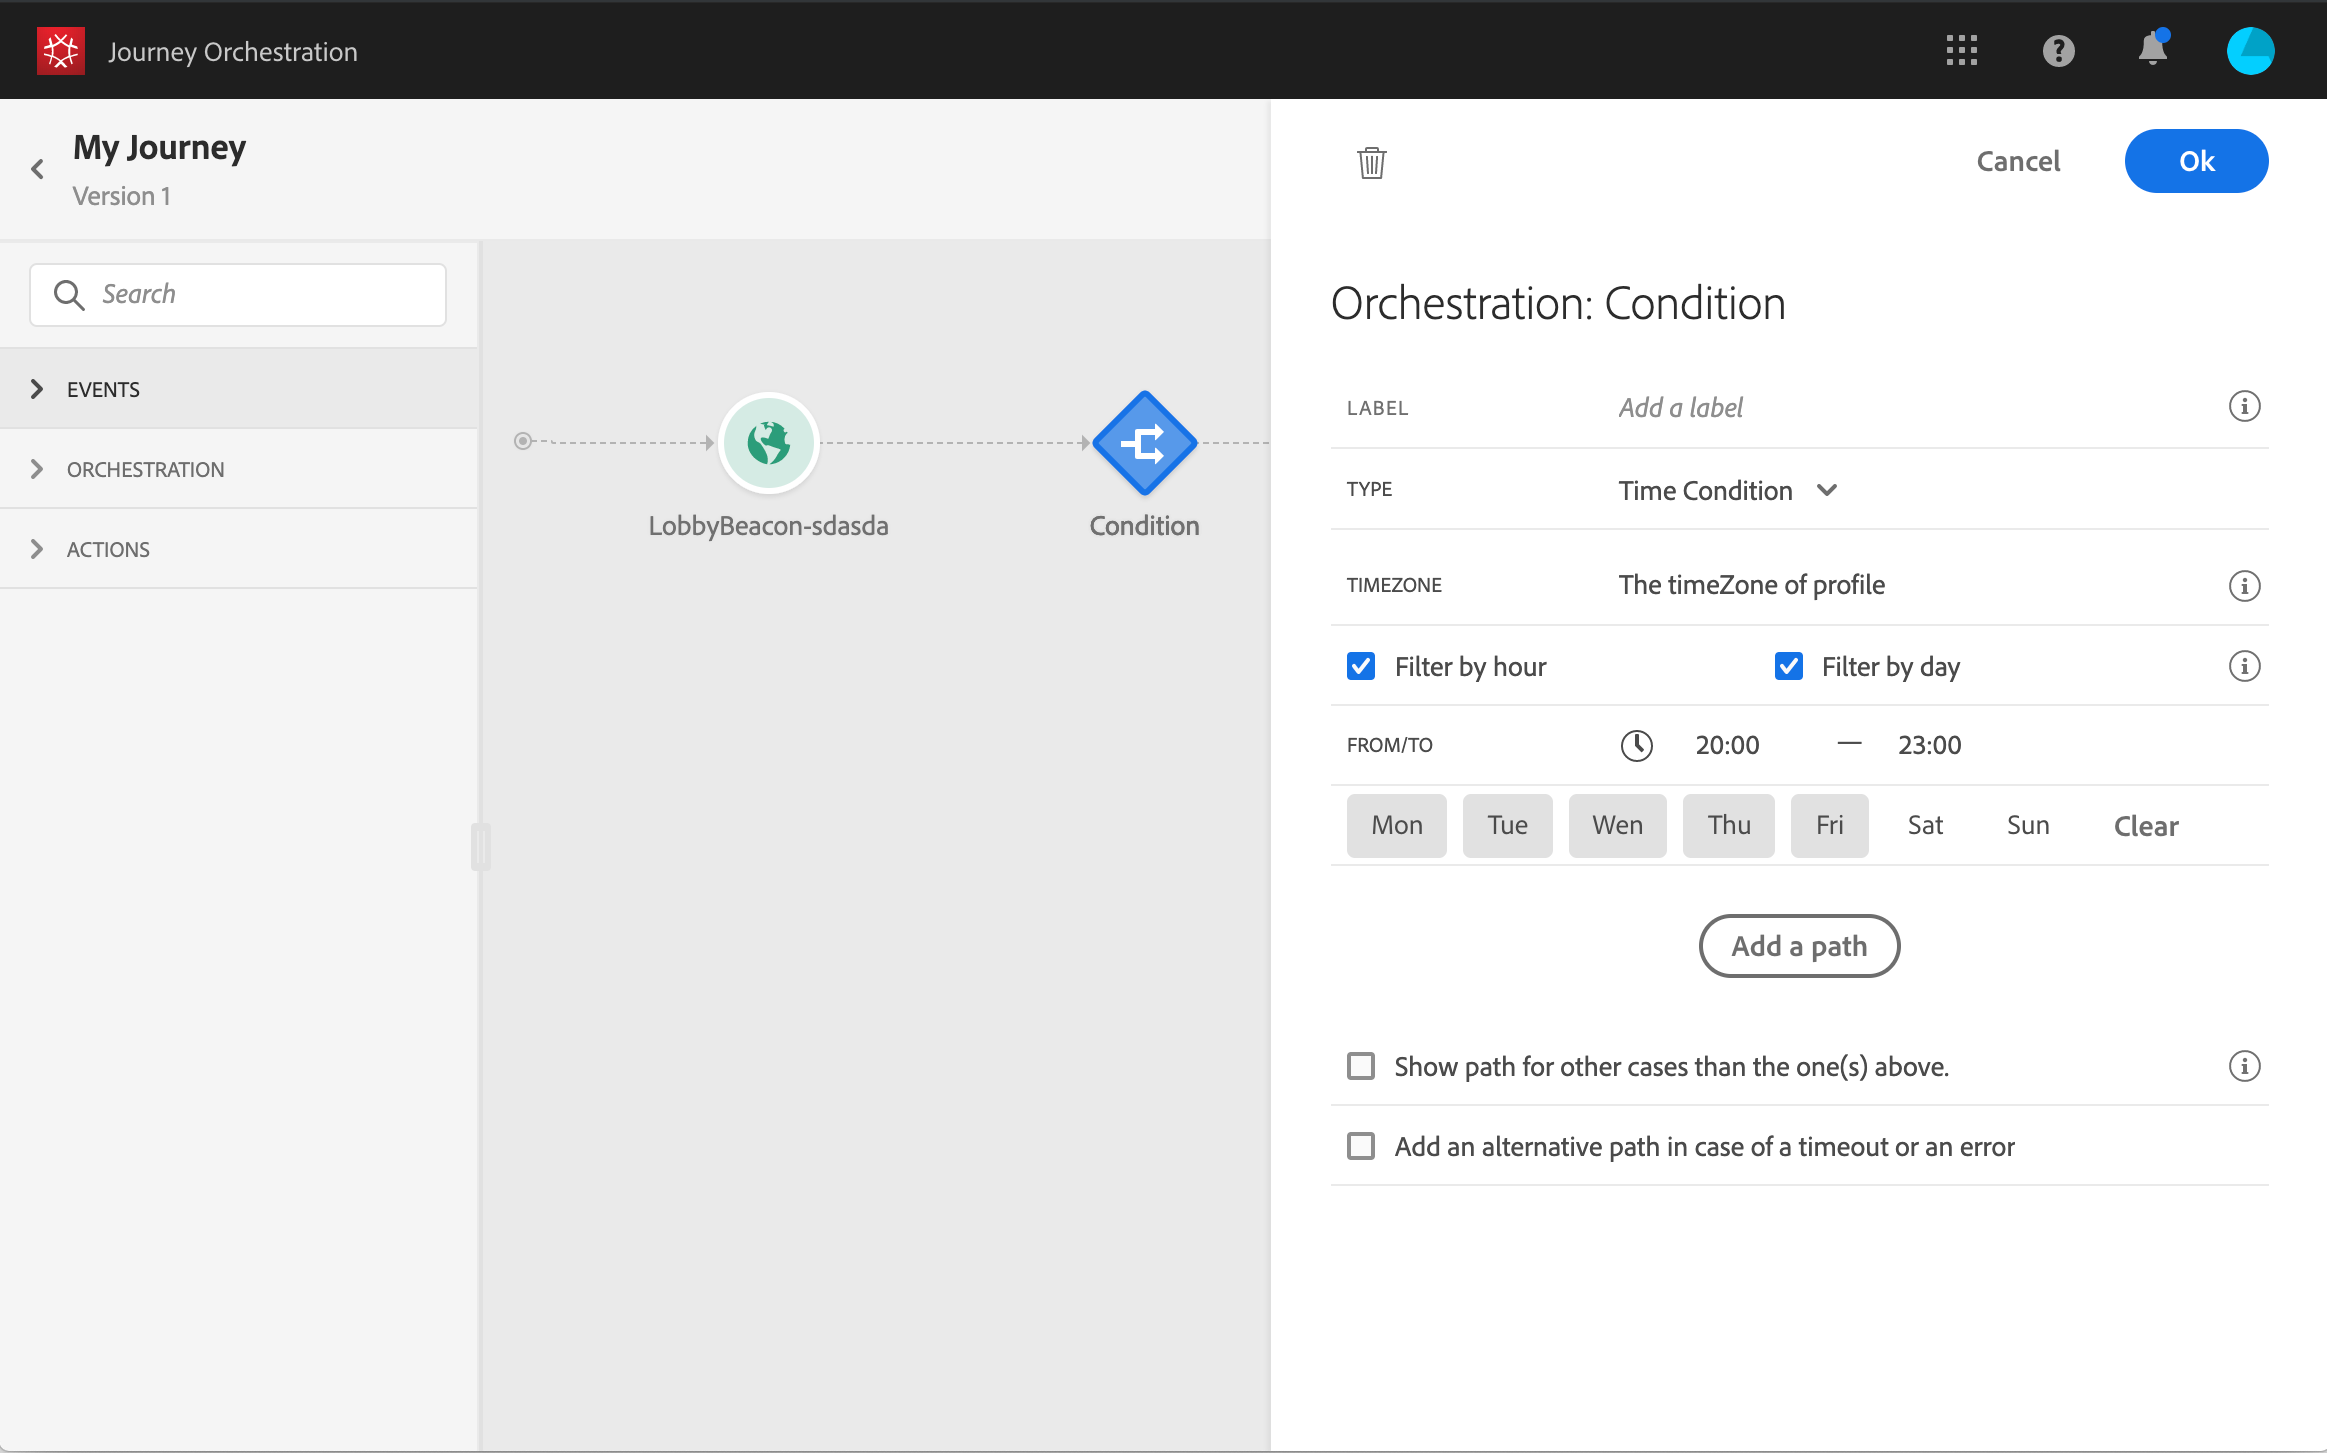 Journey Orchestration
My Journey
Version 1
Cancel
Ok
Search
EVENTS
ORCHESTRATION
ACTIONS
LobbyBeacon-sdasda
Condition
Orchestration: Condition
LABEL Add a label
TYPE Time Condition
TIMEZONE The timeZone of profile
Filter by hour Filter by day
FROM/TO 20:00 — 23:00
Mon Tue Wen Thu Fri Sat Sun Clear
Add a path
Show path for other cases than the one(s) above.
Add an alternative path in case of a timeout or an error